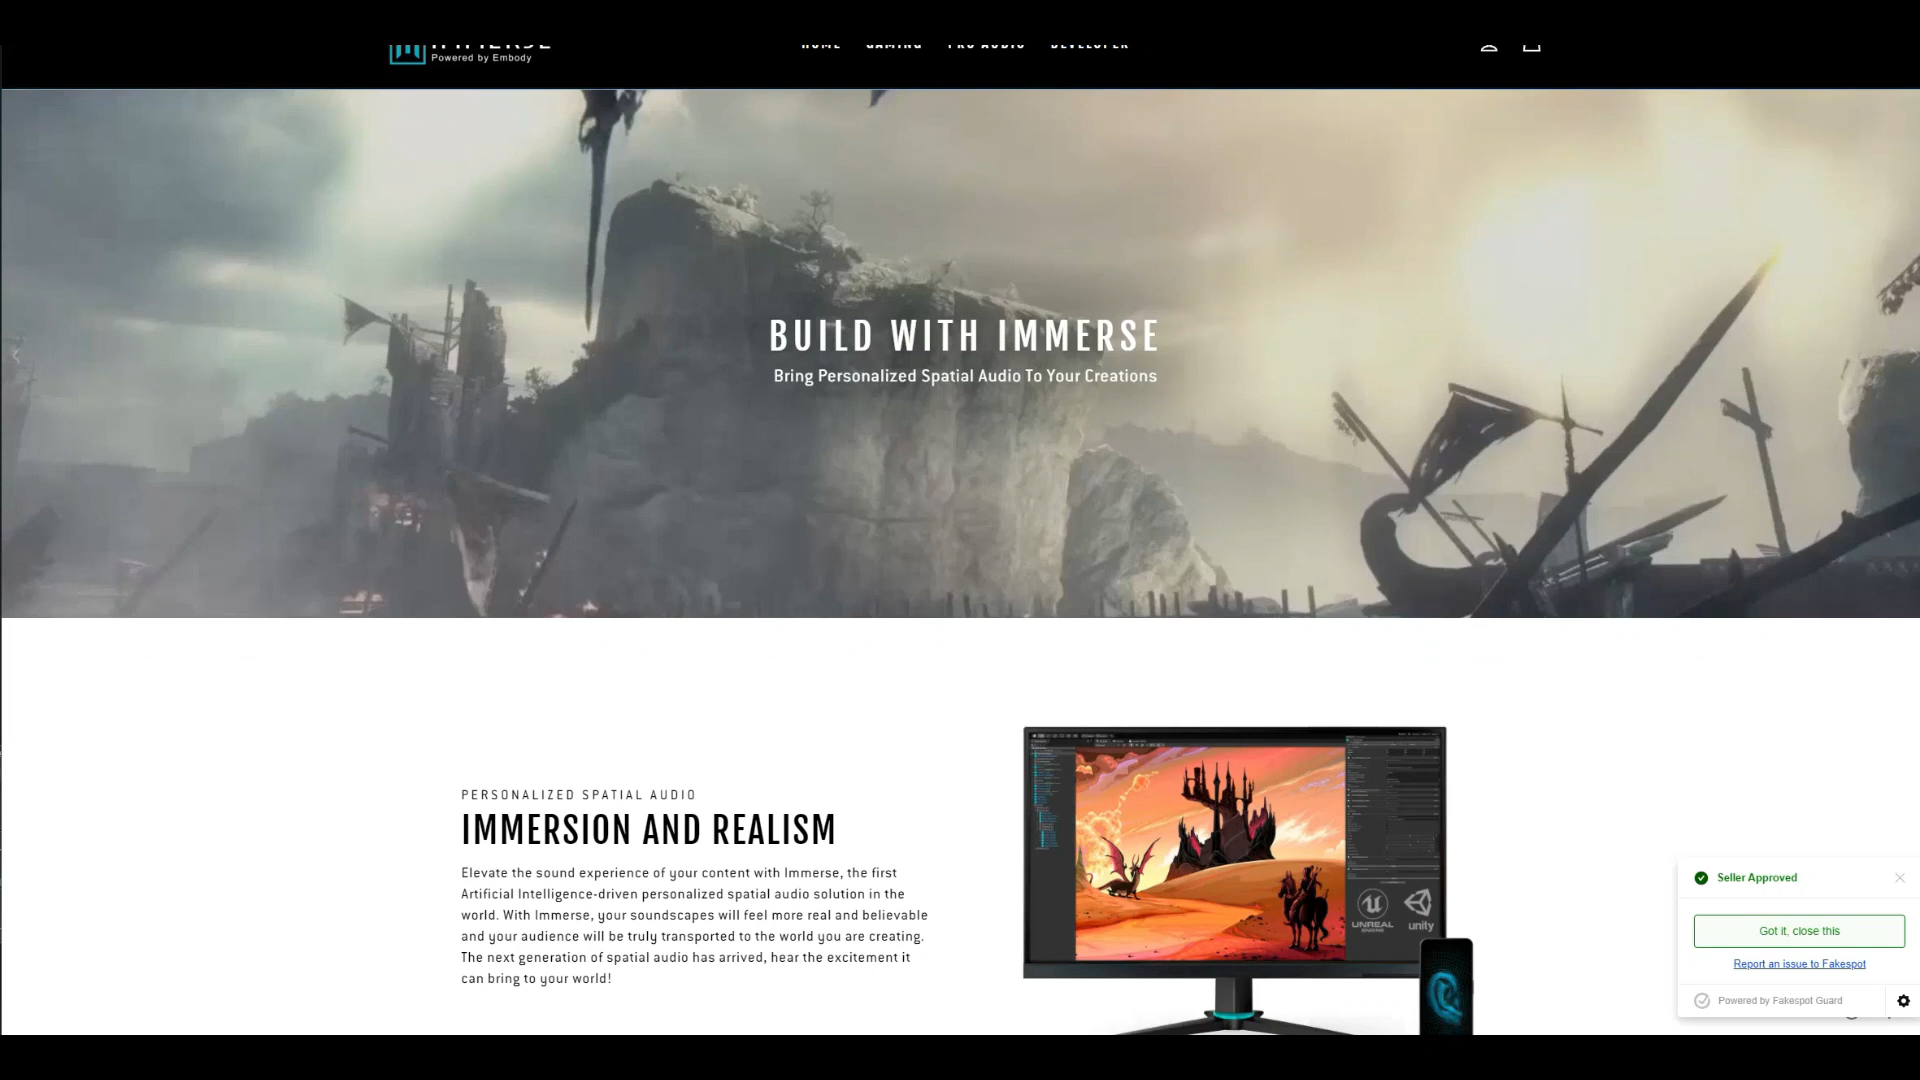 IMMERSE
Powered by Embody
HOME GAMING PRO AUDIO DEVELOPER
BUILD WITH IMMERSE
Bring Personalized Spatial Audio To Your Creations
PERSONALIZED SPATIAL AUDIO
IMMERSION AND REALISM
Elevate the sound experience of your content with Immerse, the first
Artificial Intelligence-driven personalized spatial audio solution in the
world. With Immerse, your soundscapes will feel more real and believable
and your audience will be truly transported to the world you are creating.
The next generation of spatial audio has arrived, hear the excitement it
can bring to your world!
UNREAL
ENGINE
unity
Seller Approved
Got it, close this
Report an issue to Fakespot
Powered by Fakespot Guard